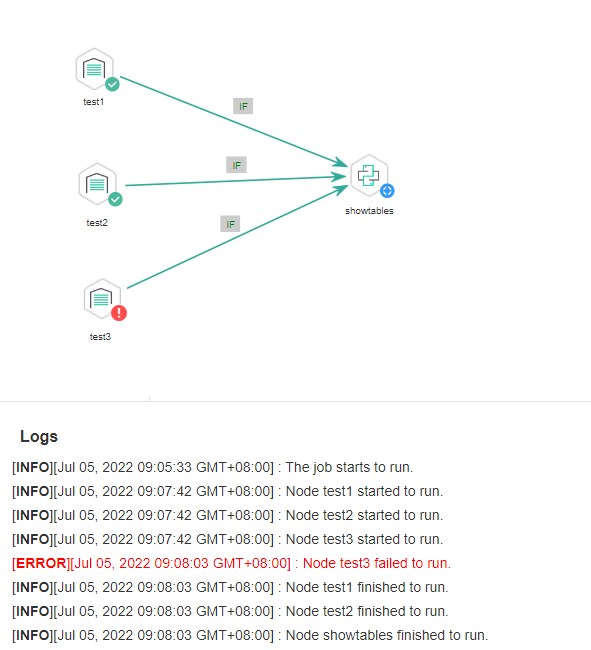 test1
IF
IF
test2
showtables
IF
test3
Logs
[INFO][Jul 05, 2022 09:05:33 GMT+08:00] : The job starts to run.
[INFO][Jul 05, 2022 09:07:42 GMT+08:00] : Node test1 started to run.
[INFO][Jul 05, 2022 09:07:42 GMT+08:00] : Node test2 started to run.
[INFO][Jul 05, 2022 09:07:42 GMT+08:00] : Node test3 started to run.
[ERROR][Jul 05, 2022 09:08:03 GMT+08:00] : Node test3 failed to run.
[INFO][Jul 05, 2022 09:08:03 GMT+08:00] : Node test1 finished to run.
[INFO][Jul 05, 2022 09:08:03 GMT+08:00] : Node test2 finished to run.
[INFO][Jul 05, 2022 09:08:03 GMT+08:00] : Node showtables finished to run.